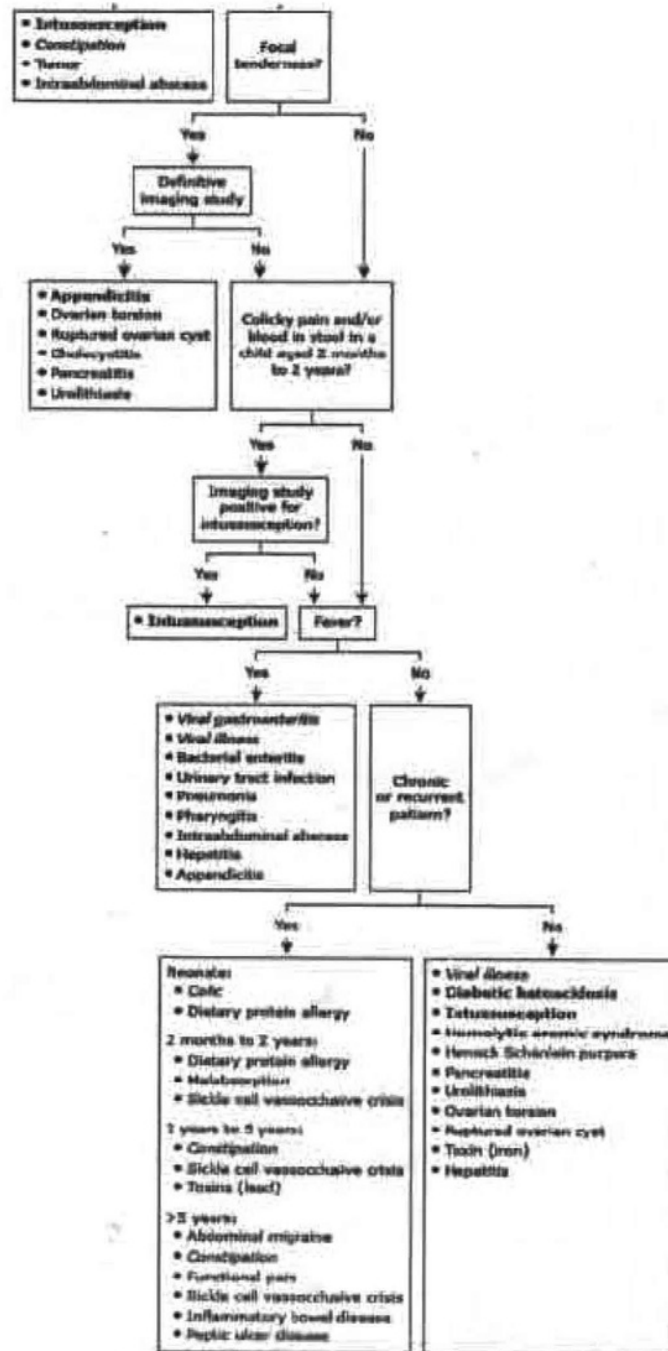 • Intussusception
• Constipation
• Tumor
• Intraabdominal abscess
Focal
tenderness?
Yes
No
Definitive
imaging study
Yes
No
• Appendicitis
• Ovarian torsion
• Ruptured ovarian cyst
• Cholecystitis
• Pancreatitis
• Urolithiasis
Colicky pain and/or
blood in stool in a
child aged 2 months
to 2 years?
Yes
No
Imaging study
positive for
intussusception?
Yes
No
• Intussusception
Fever?
Yes
No
• Viral gastroenteritis
• Viral illness
• Bacterial enteritis
• Urinary tract infection
• Pneumonia
• Pharyngitis
• Intraabdominal abscess
• Hepatitis
• Appendicitis
Chronic
or recurrent
pattern?
Yes
No
Neonate:
• Colic
• Dietary protein allergy
2 months to 2 years:
• Dietary protein allergy
• Malabsorption
• Sickle cell vasoocclusive crisis
years to 5 years:
• Constipation
• Sickle cell vasoocclusive crisis
• Toxins (lead)
>5 years:
• Abdominal migraine
• Constipation
• Functional pain
• Sickle cell vasoocclusive crisis
• Inflammatory bowel disease
• Peptic ulcer disease
• Viral illness
• Diabetic ketoacidosis
• Intussusception
• Hemolytic uremic syndrome
• Henoch Schönlein purpura
• Pancreatitis
• Urolithiasis
• Ovarian torsion
• Ruptured ovarian cyst
• Toxin (iron)
• Hepatitis